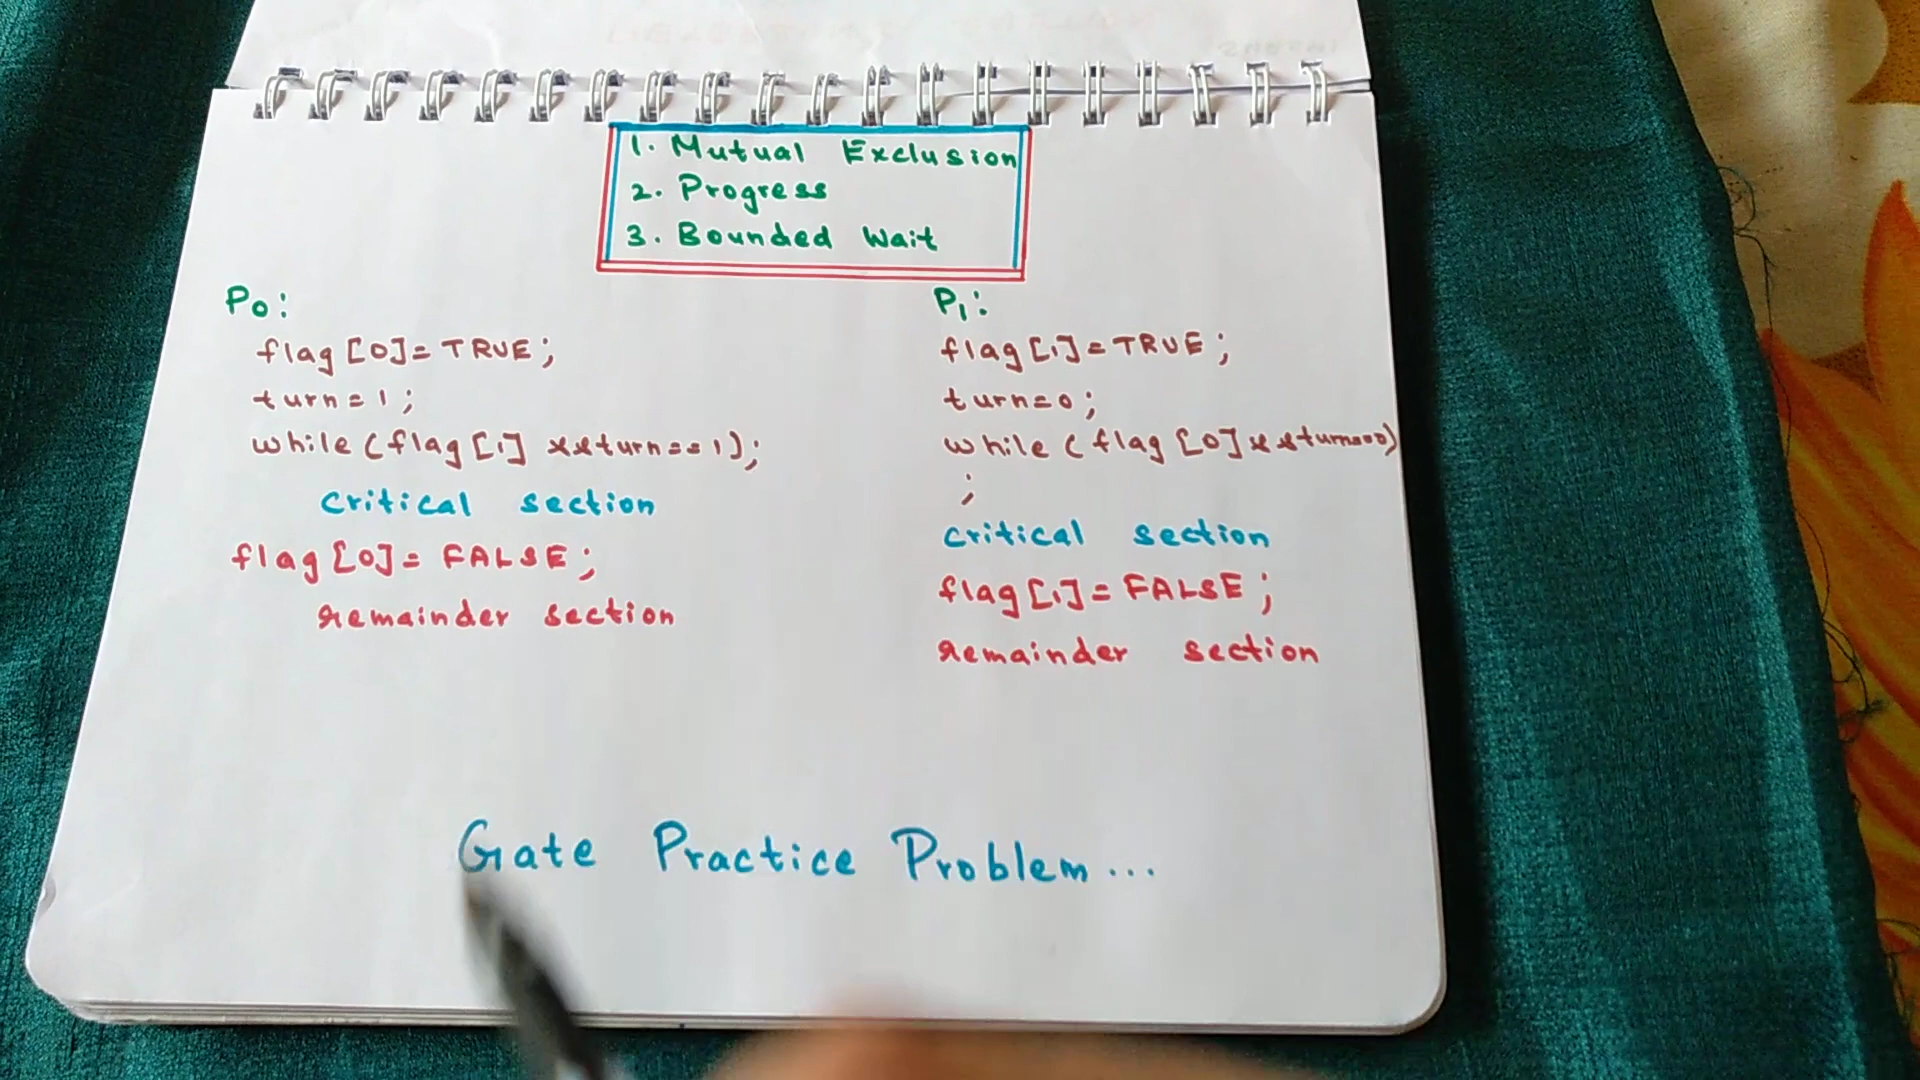 1. Mutual Exclusion
2. Progress
3. Bounded Wait
P0:
flag [0]= TRUE;
turn=1;
while (flag [1] &&turn==1);
critical section
flag [0]= FALSE;
remainder section
P1:
flag [1]=TRUE;
turn=0;
while (flag [0]&&turn==0)
;
critical section
flag [1]=FALSE;
remainder section
Gate Practice Problem...